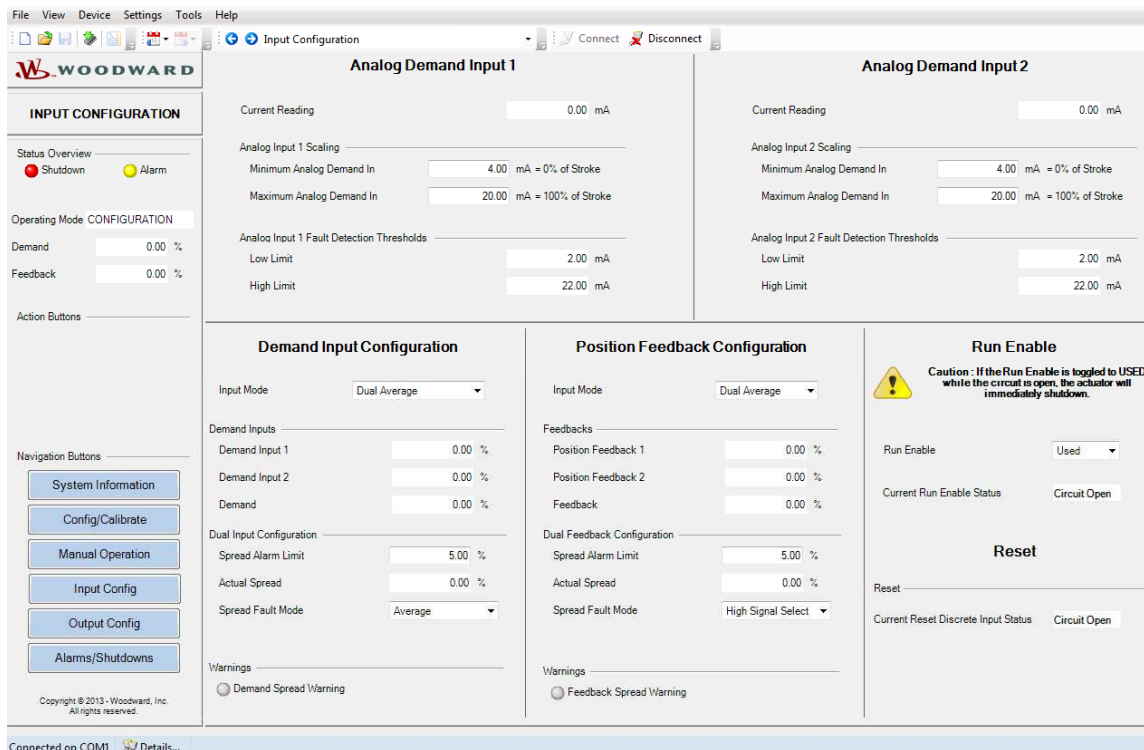 File View Device Settings Tools Help
Input Configuration Connect Disconnect
WOODWARD
INPUT CONFIGURATION
Status Overview
Shutdown Alarm
Operating Mode CONFIGURATION
Demand 0.00 %
Feedback 0.00 %
Action Buttons
Navigation Buttons
System Information
Config/Calibrate
Manual Operation
Input Config
Output Config
Alarms/Shutdowns
Copyright © 2013 - Woodward, Inc.
All rights reserved.
Analog Demand Input 1
Current Reading 0.00 mA
Analog Input 1 Scaling
Minimum Analog Demand In 4.00 mA = 0% of Stroke
Maximum Analog Demand In 20.00 mA = 100% of Stroke
Analog Input 1 Fault Detection Thresholds
Low Limit 2.00 mA
High Limit 22.00 mA
Analog Demand Input 2
Current Reading 0.00 mA
Analog Input 2 Scaling
Minimum Analog Demand In 4.00 mA = 0% of Stroke
Maximum Analog Demand In 20.00 mA = 100% of Stroke
Analog Input 2 Fault Detection Thresholds
Low Limit 2.00 mA
High Limit 22.00 mA
Demand Input Configuration
Input Mode Dual Average
Demand Inputs
Demand Input 1 0.00 %
Demand Input 2 0.00 %
Demand 0.00 %
Dual Input Configuration
Spread Alarm Limit 5.00 %
Actual Spread 0.00 %
Spread Fault Mode Average
Warnings
Demand Spread Warning
Position Feedback Configuration
Input Mode Dual Average
Feedbacks
Position Feedback 1 0.00 %
Position Feedback 2 0.00 %
Feedback 0.00 %
Dual Feedback Configuration
Spread Alarm Limit 5.00 %
Actual Spread 0.00 %
Spread Fault Mode High Signal Select
Warnings
Feedback Spread Warning
Run Enable
Caution : If the Run Enable is toggled to USED
while the circuit is open, the actuator will
immediately shutdown.
Run Enable Used
Current Run Enable Status Circuit Open
Reset
Reset
Current Reset Discrete Input Status Circuit Open
Connected on COM1 Details...